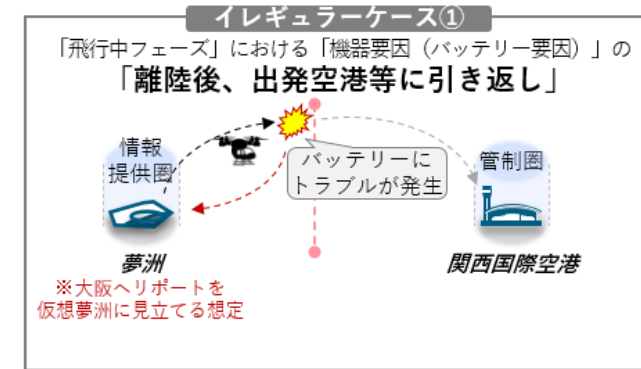 イレギュラーケース①
「飛行中フェーズ」における「機器要因（バッテリー要因）」の
「離陸後、出発空港等に引き返し」
情報
提供圏
バッテリーに
トラブルが発生
管制圏
夢洲
関西国際空港
※大阪ヘリポートを
仮想夢洲に見立てる想定